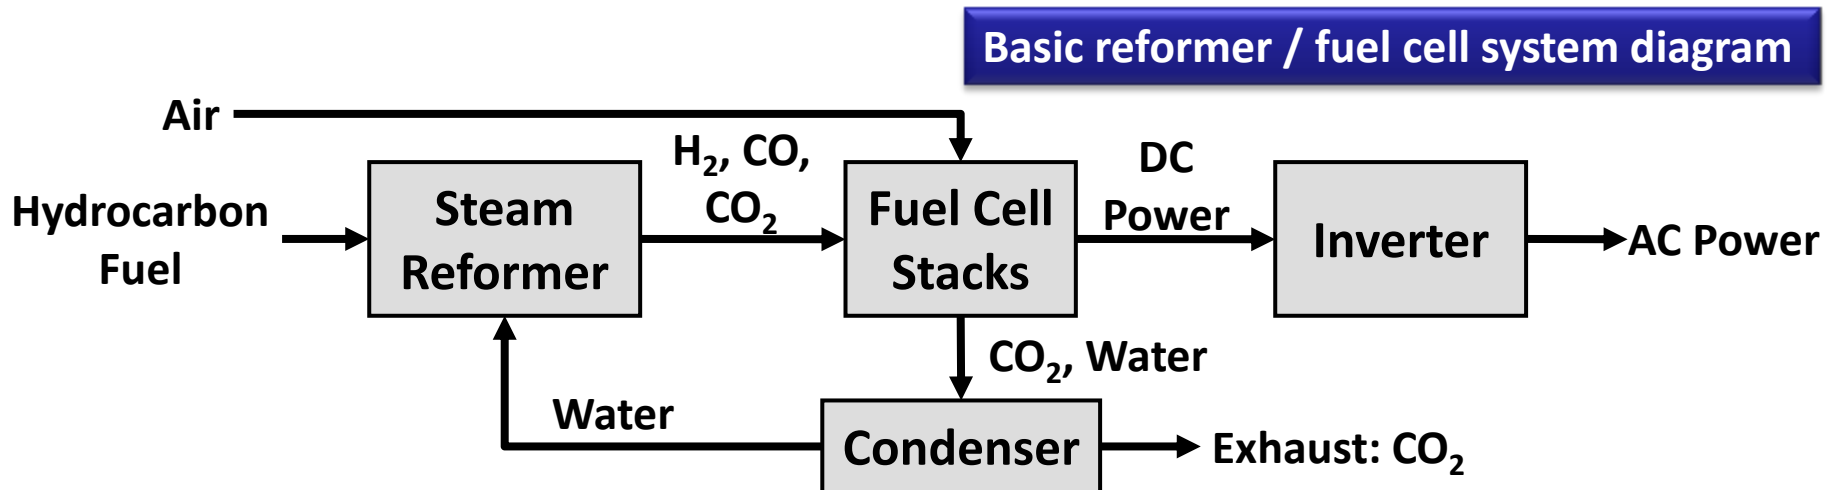 Basic reformer / fuel cell system diagram
Air
H₂, CO,
CO₂
DC
Power
Hydrocarbon
Fuel
Steam
Reformer
Fuel Cell
Stacks
Inverter
AC Power
CO₂, Water
Water
Condenser
Exhaust: CO₂